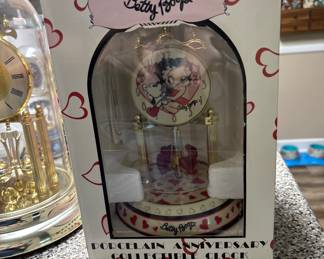 Betty Boop
Betty Boop
PORCELAIN ANNIVERSARY
COLLECTIBLE CLOCK